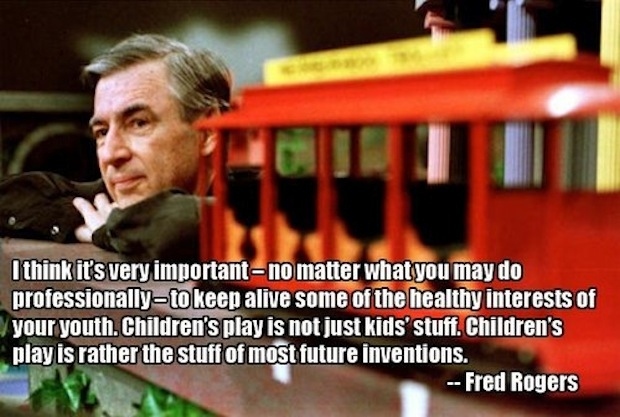 I think it's very important – no matter what you may do
professionally – to keep alive some of the healthy interests of
your youth. Children's play is not just kids' stuff. Children's
play is rather the stuff of most future inventions.
-- Fred Rogers